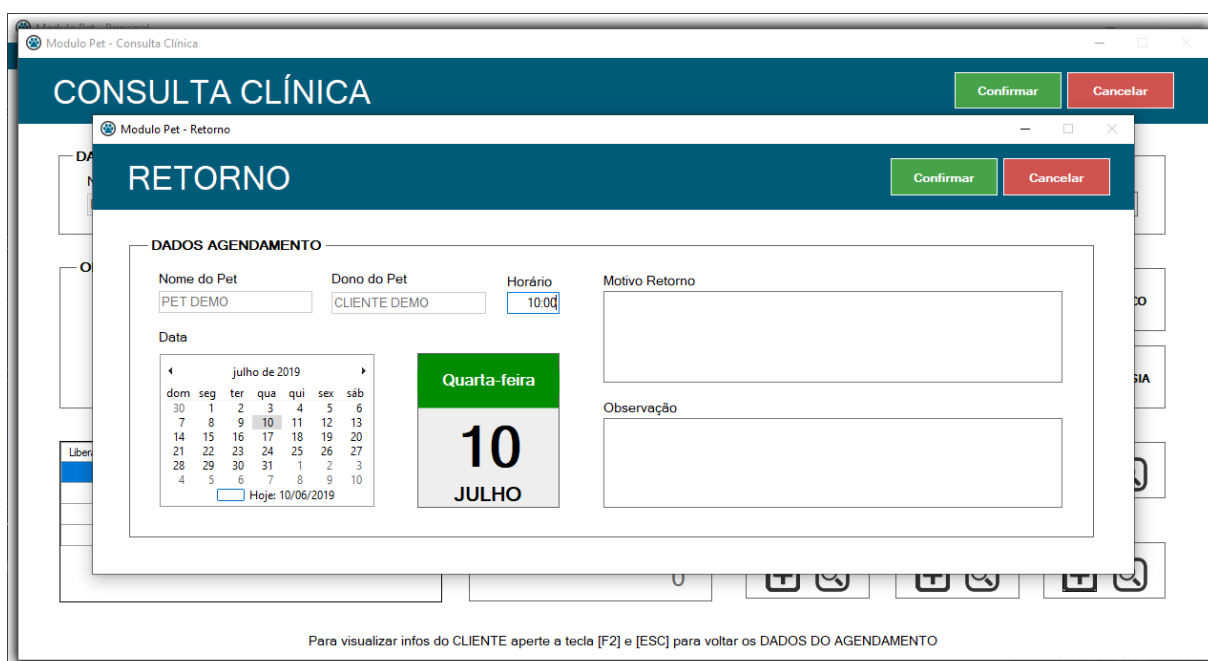 Modulo Pet - Consulta Clínica
CONSULTA CLÍNICA
Confirmar
Cancelar
Modulo Pet - Retorno
RETORNO
Confirmar
Cancelar
DADOS AGENDAMENTO
Nome do Pet
Dono do Pet
Horário
Motivo Retorno
PET DEMO
CLIENTE DEMO
10:00
Data
julho de 2019
dom seg ter qua qui sex sáb
30 1 2 3 4 5 6
7 8 9 10 11 12 13
14 15 16 17 18 19 20
21 22 23 24 25 26 27
28 29 30 31 1 2 3
4 5 6 7 8 9 10
Hoje: 10/06/2019
Quarta-feira
10
JULHO
Observação
Para visualizar infos do CLIENTE aperte a tecla [F2] e [ESC] para voltar os DADOS DO AGENDAMENTO